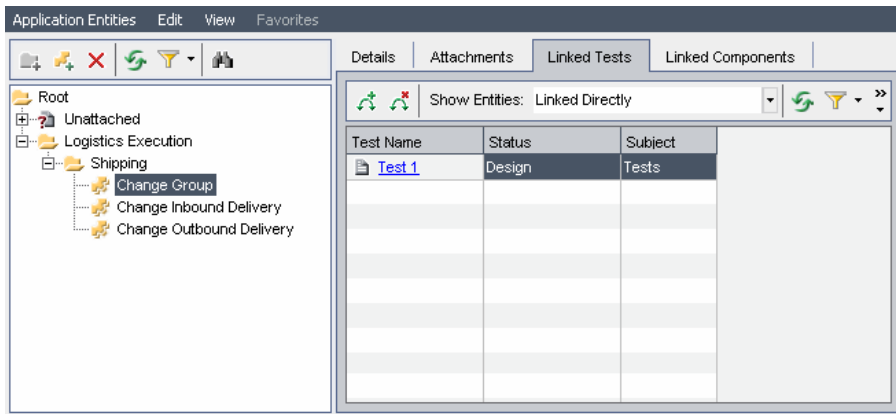 Application Entities Edit View Favorites
Details Attachments Linked Tests Linked Components
Show Entities: Linked Directly
Root
Unattached
Logistics Execution
Shipping
Change Group
Change Inbound Delivery
Change Outbound Delivery
Test Name Status Subject
Test 1 Design Tests